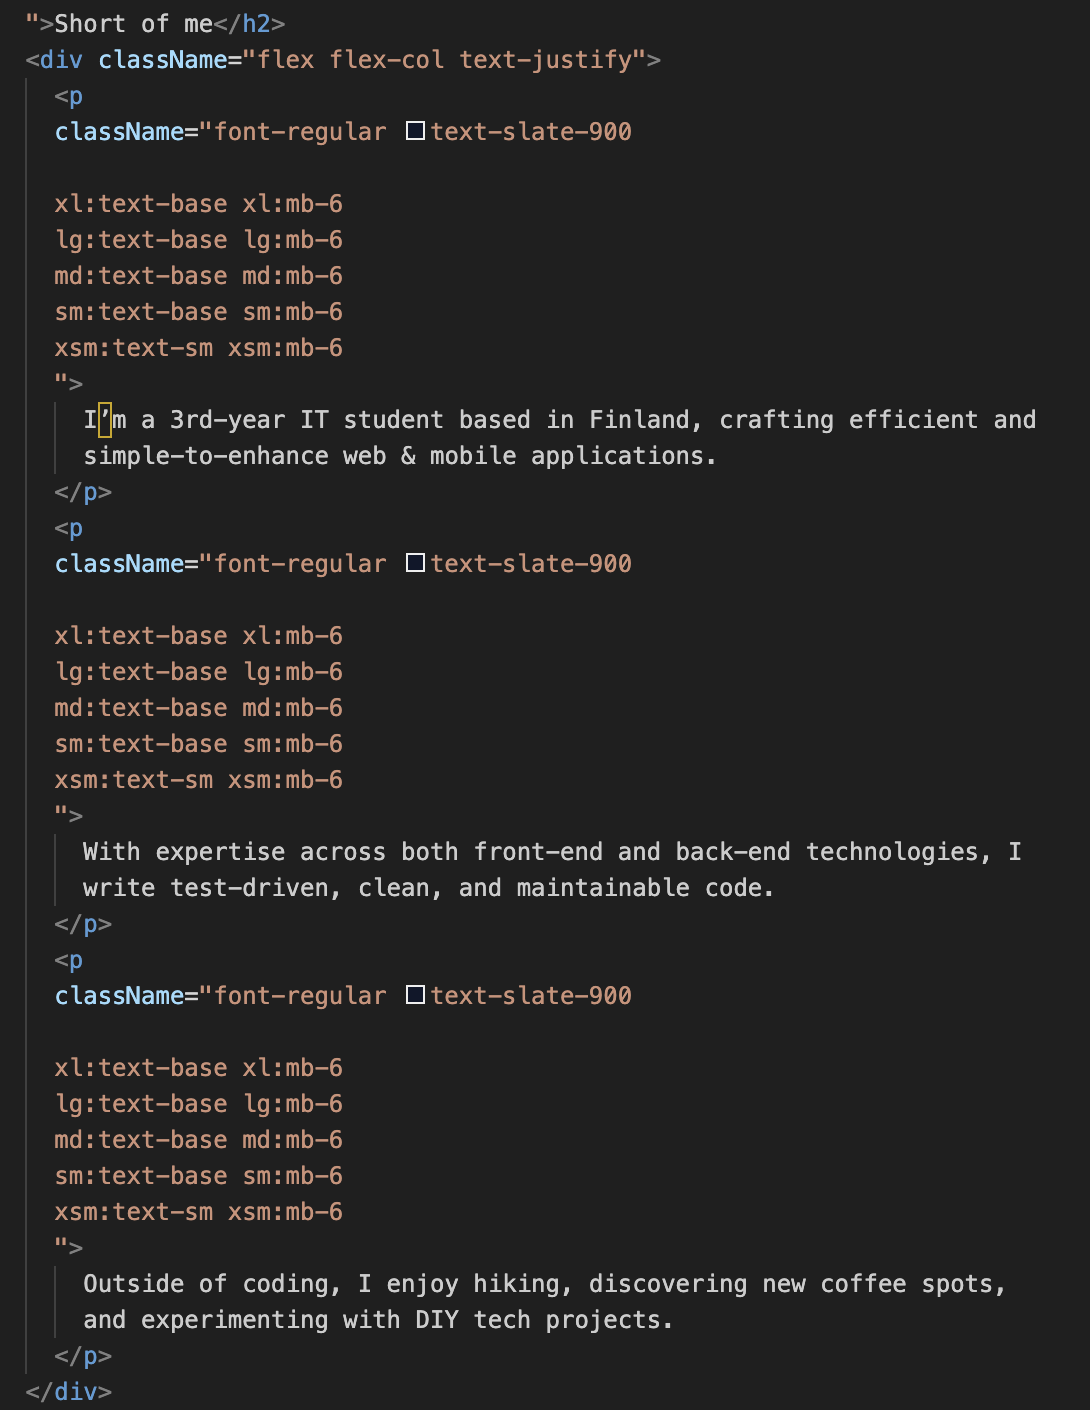 ">Short of me</h2>
<div className="flex flex-col text-justify">
<p
className="font-regular text-slate-900
xl:text-base xl:mb-6
lg:text-base lg:mb-6
md:text-base md:mb-6
sm:text-base sm:mb-6
xsm:text-sm xsm:mb-6
">
I’m a 3rd-year IT student based in Finland, crafting efficient and
simple-to-enhance web & mobile applications.
</p>
<p
className="font-regular text-slate-900
xl:text-base xl:mb-6
lg:text-base lg:mb-6
md:text-base md:mb-6
sm:text-base sm:mb-6
xsm:text-sm xsm:mb-6
">
With expertise across both front-end and back-end technologies, I
write test-driven, clean, and maintainable code.
</p>
<p
className="font-regular text-slate-900
xl:text-base xl:mb-6
lg:text-base lg:mb-6
md:text-base md:mb-6
sm:text-base sm:mb-6
xsm:text-sm xsm:mb-6
">
Outside of coding, I enjoy hiking, discovering new coffee spots,
and experimenting with DIY tech projects.
</p>
</div>